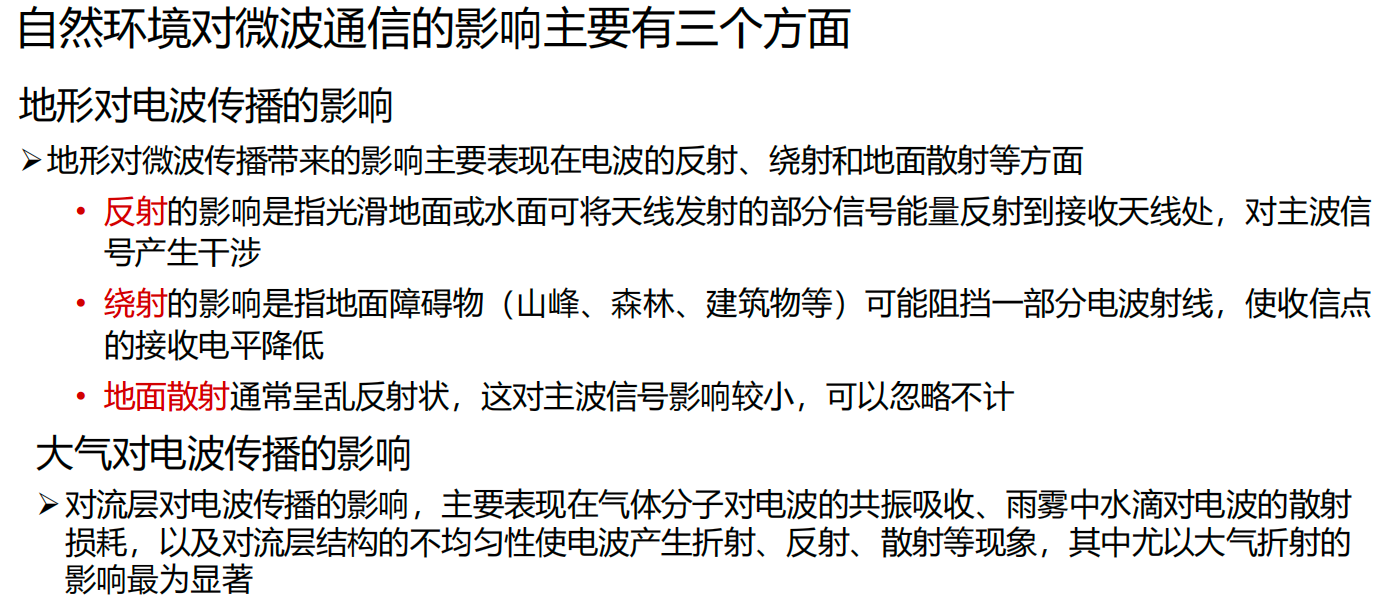 自然环境对微波通信的影响主要有三个方面
地形对电波传播的影响
➢地形对微波传播带来的影响主要表现在电波的反射、绕射和地面散射等方面
• 反射的影响是指光滑地面或水面可将天线发射的部分信号能量反射到接收天线处，对主波信
号产生干涉
• 绕射的影响是指地面障碍物（山峰、森林、建筑物等）可能阻挡一部分电波射线，使收信点
的接收电平降低
• 地面散射通常呈乱反射状，这对主波信号影响较小，可以忽略不计
大气对电波传播的影响
➢对流层对电波传播的影响，主要表现在气体分子对电波的共振吸收、雨雾中水滴对电波的散射
损耗，以及对流层结构的不均匀性使电波产生折射、反射、散射等现象，其中尤以大气折射的
影响最为显著